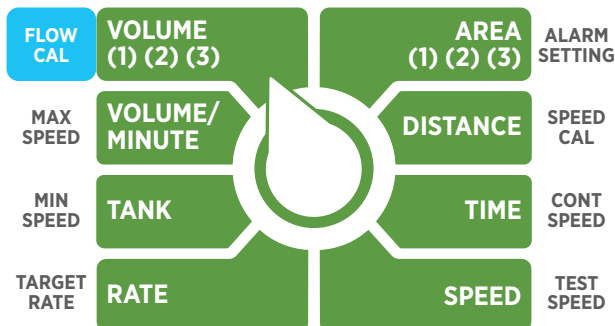 FLOW
CAL
VOLUME
(1) (2) (3)
AREA
(1) (2) (3)
ALARM
SETTING
MAX
SPEED
VOLUME/
MINUTE
DISTANCE
SPEED
CAL
MIN
SPEED
TANK
TIME
CONT
SPEED
TARGET
RATE
RATE
SPEED
TEST
SPEED